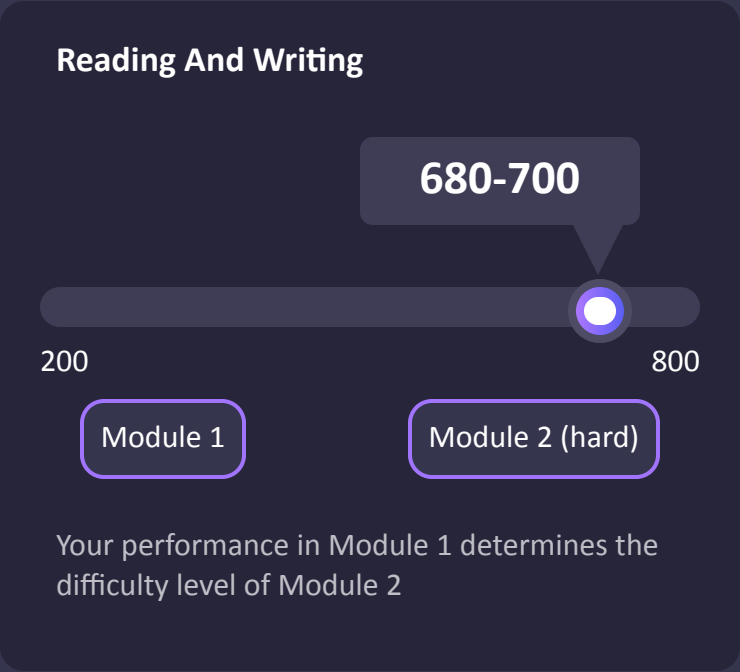 Reading And Writing
680-700
200 800
Module 1 Module 2 (hard)
Your performance in Module 1 determines the
difficulty level of Module 2